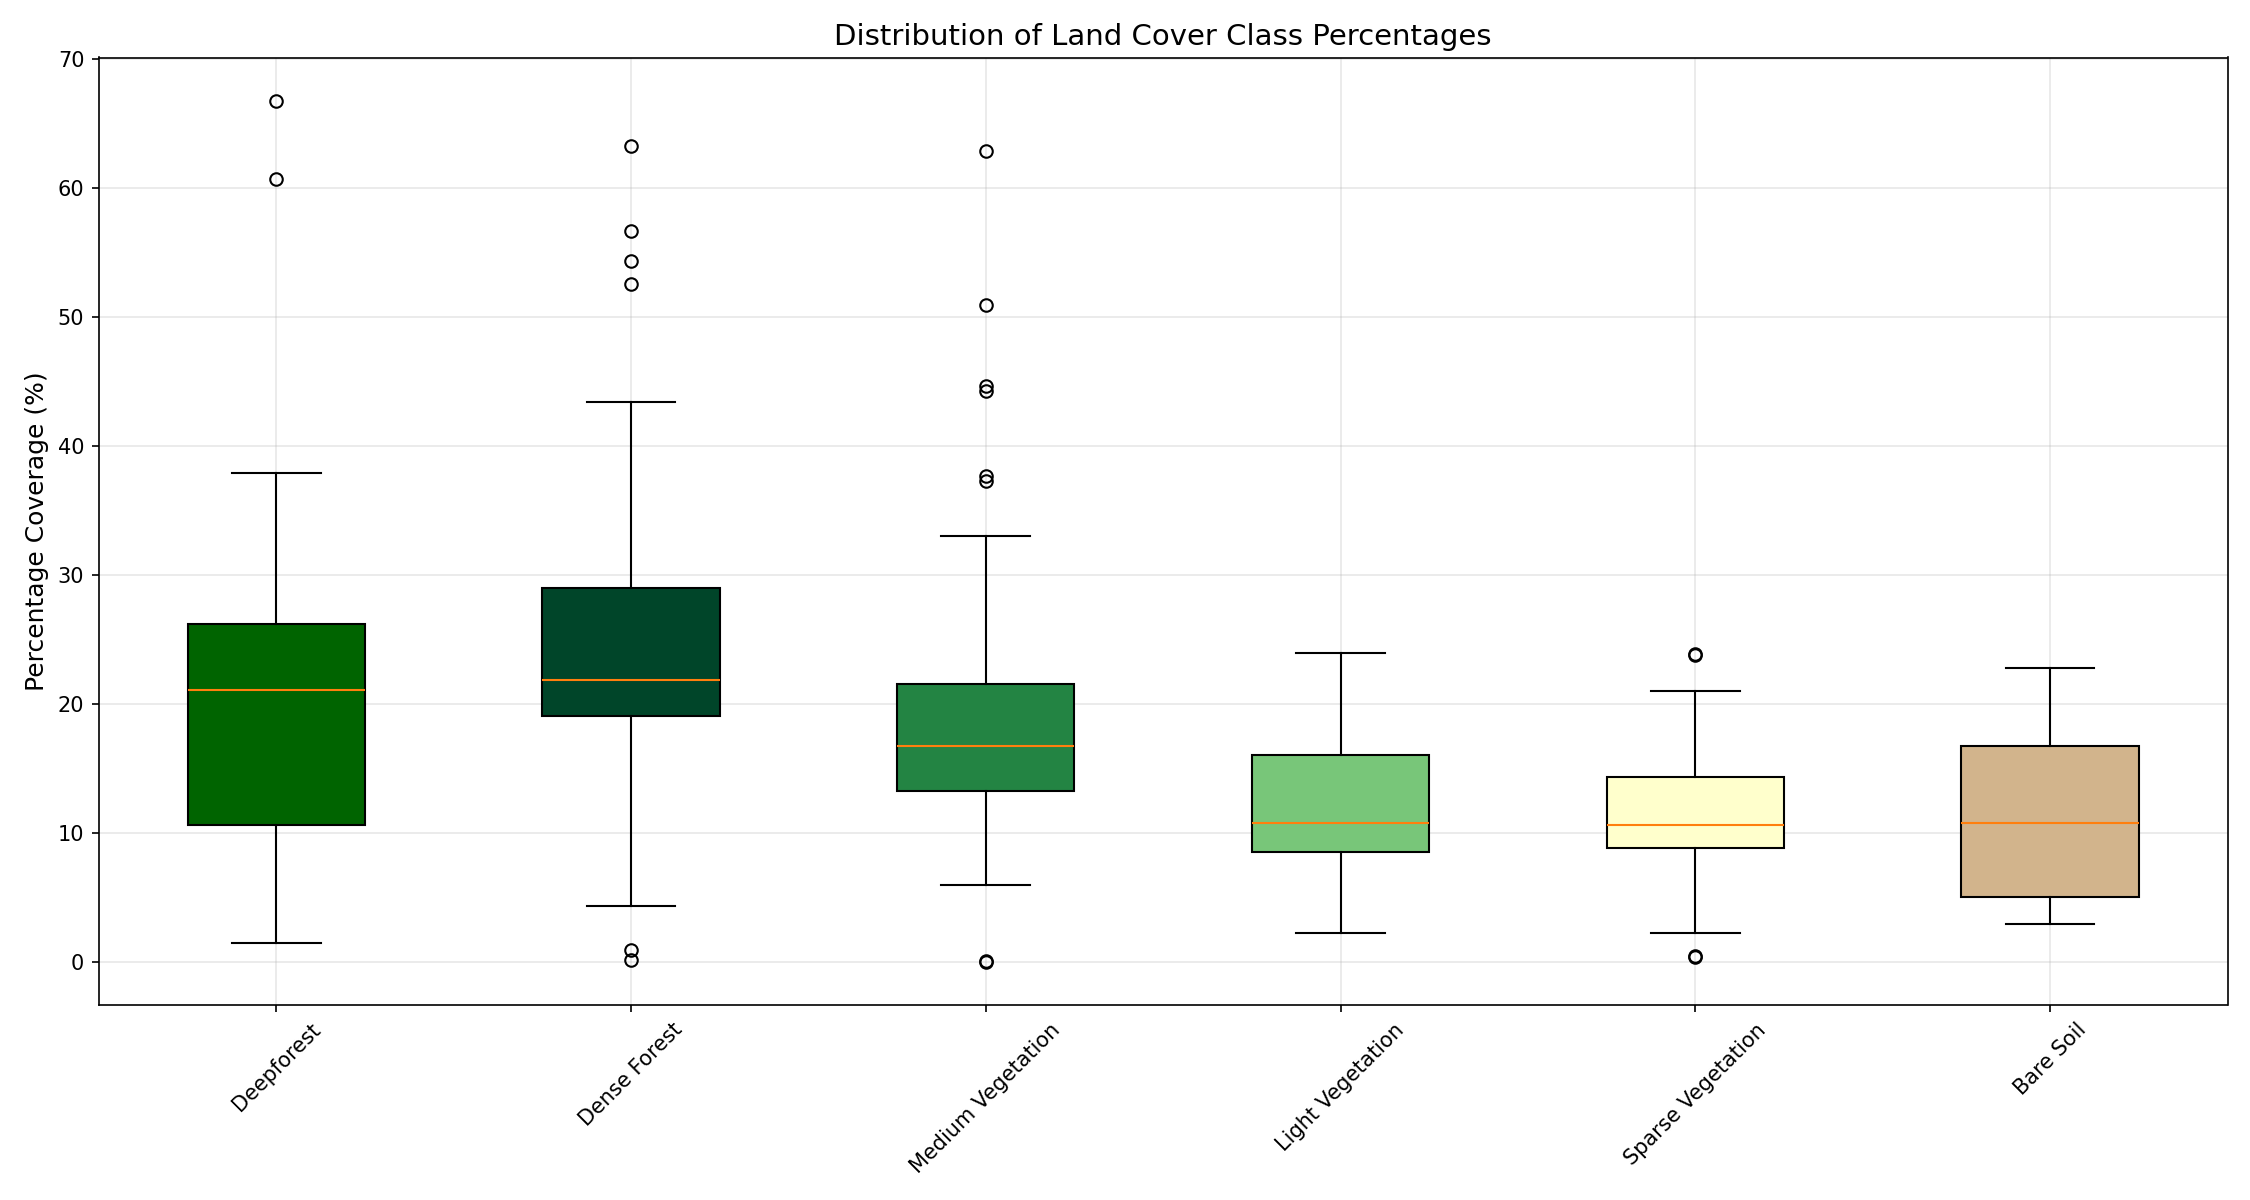 Distribution of Land Cover Class Percentages
Percentage Coverage (%)
70
60
50
40
30
20
10
0
Deepforest
Dense Forest
Medium Vegetation
Light Vegetation
Sparse Vegetation
Bare Soil